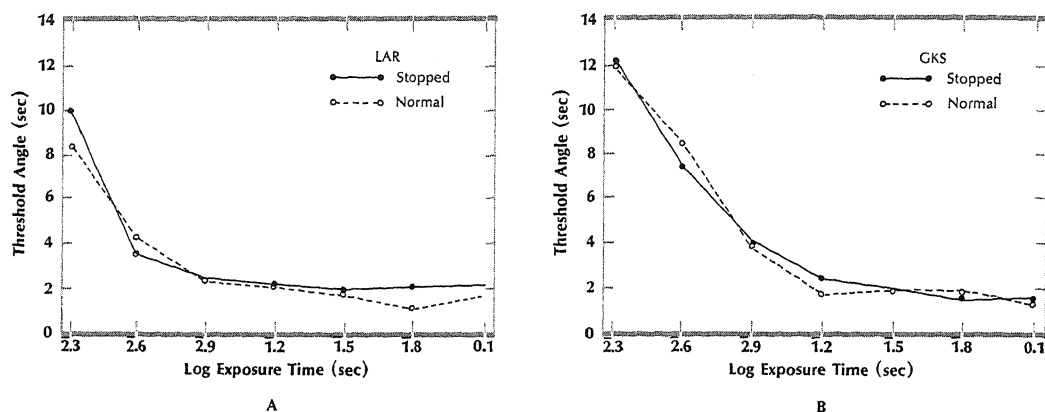 LAR
Stopped
Normal
Threshold Angle (sec)
14
12
10
8
6
4
2
0
2.3 2.6 2.9 1.2 1.5 1.8 0.1
Log Exposure Time (sec)
A
GKS
Stopped
Normal
Threshold Angle (sec)
14
12
10
8
6
4
2
0
2.3 2.6 2.9 1.2 1.5 1.8 0.1
Log Exposure Time (sec)
B